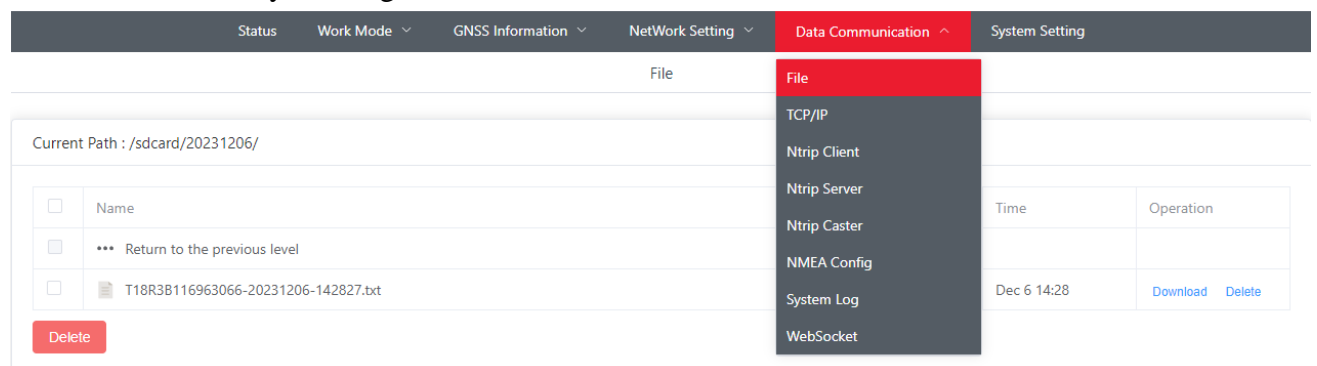 Status Work Mode GNSS Information NetWork Setting Data Communication System Setting
File
File
TCP/IP
Ntrip Client
Ntrip Server
Ntrip Caster
NMEA Config
System Log
WebSocket
Current Path : /sdcard/20231206/
Name Time Operation
••• Return to the previous level
T18R3B116963066-20231206-142827.txt Dec 6 14:28 Download Delete
Delete